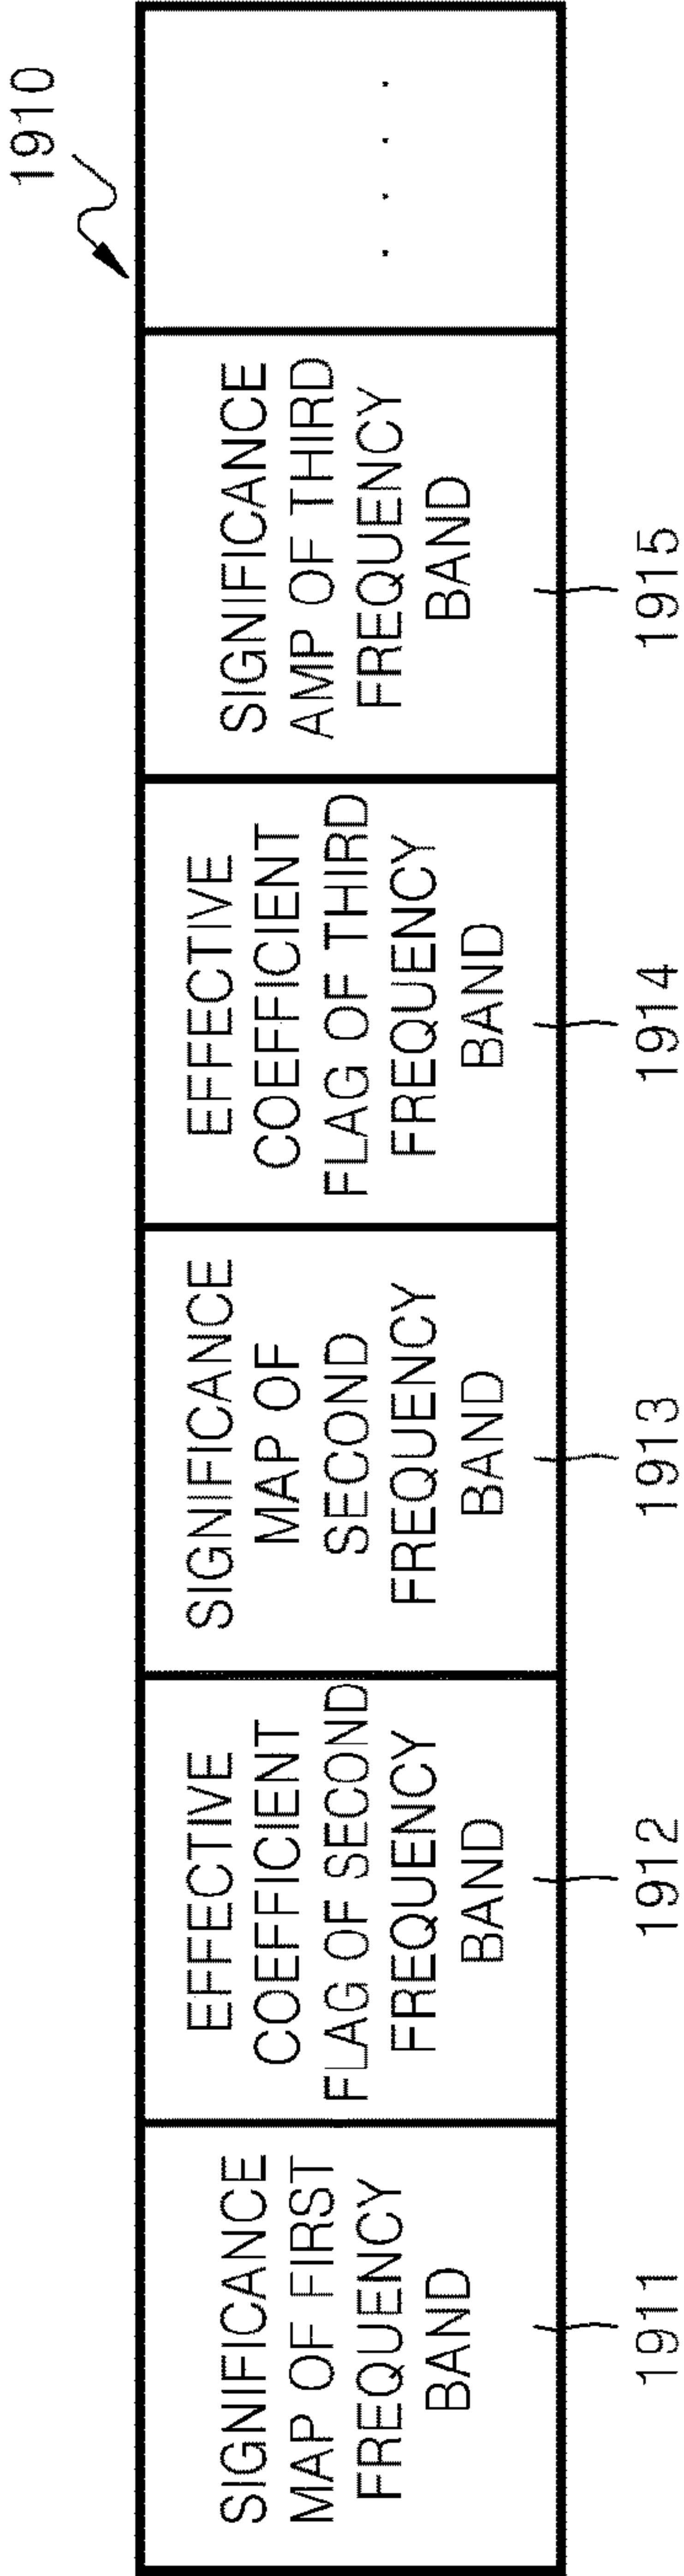 1910
SIGNIFICANCE
MAP OF FIRST
FREQUENCY
BAND
EFFECTIVE
COEFFICIENT
FLAG OF SECOND
FREQUENCY
BAND
SIGNIFICANCE
MAP OF
SECOND
FREQUENCY
BAND
EFFECTIVE
COEFFICIENT
FLAG OF THIRD
FREQUENCY
BAND
SIGNIFICANCE
AMP OF THIRD
FREQUENCY
BAND
. . . .
1911
1912
1913
1914
1915